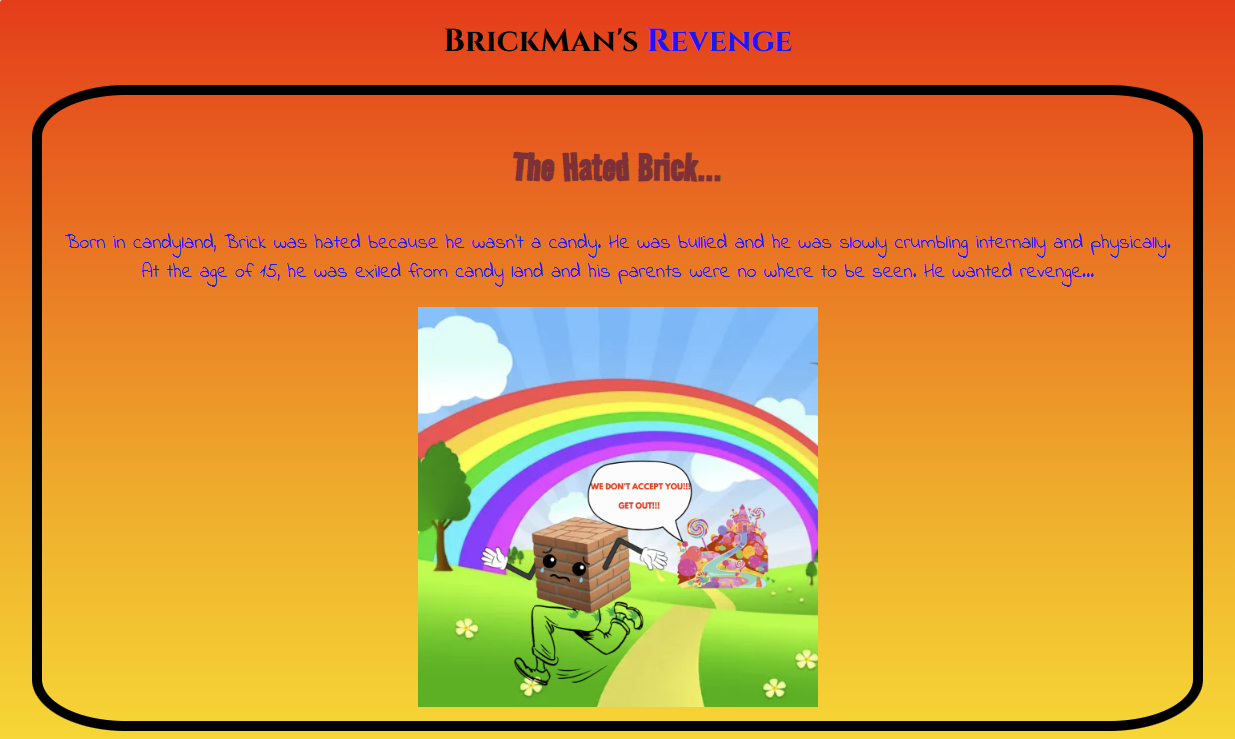 BrickMan's Revenge
The Hated Brick...
Born in candyland, Brick was hated because he wasn't a candy. He was bullied and he was slowly crumbling internally and physically.
At the age of 15, he was exiled from candy land and his parents were no where to be seen. He wanted revenge...
WE DON'T ACCEPT YOU!!!
GET OUT!!!